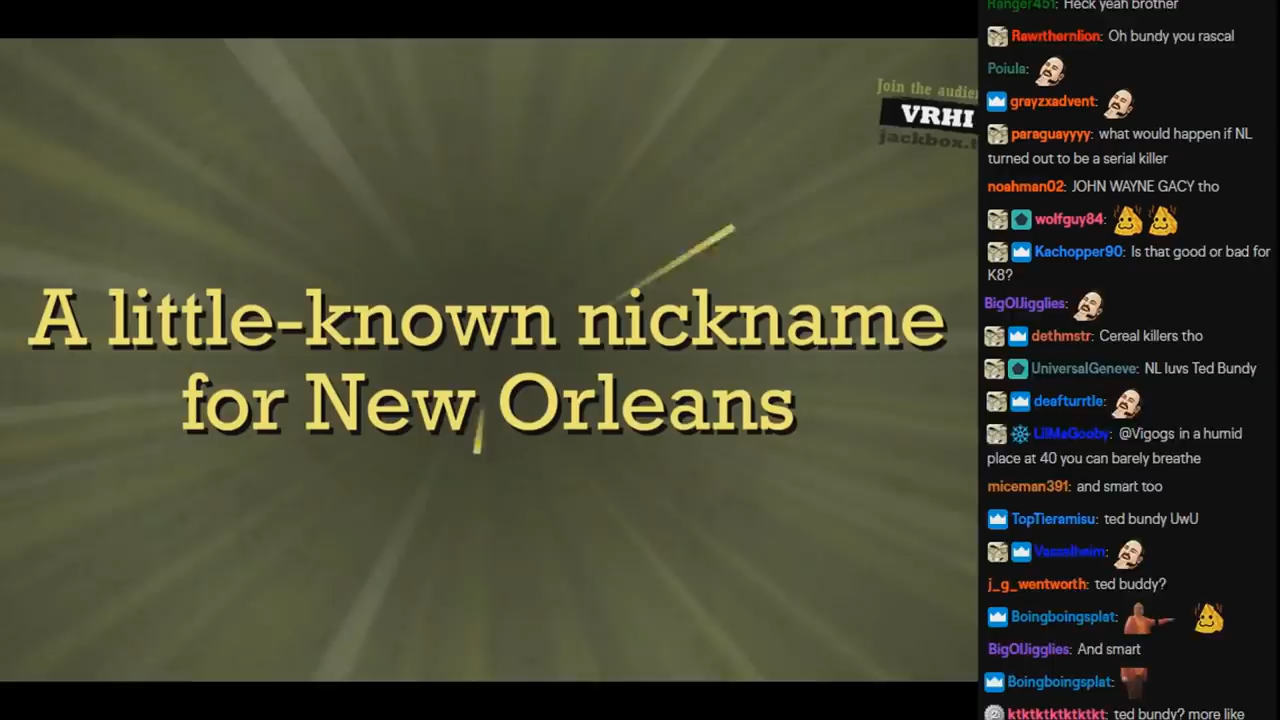 Join the audie
VRHI
jackbox.t
A little-known nickname
for New Orleans
Ranger451: Heck yeah brother
Rawrthornlion: Oh bundy you rascal
Poiula:
grayzxadvent:
paraguayyyy: what would happen if NL
turned out to be a serial killer
noahman02: JOHN WAYNE GACY tho
wolfguy84:
Kachopper90: Is that good or bad for
K8?
BigOlJigglies:
dethmstr: Cereal killers tho
UniversalGeneve: NL luvs Ted Bundy
deafturrtle:
LilMaGooby: @Vigogs in a humid
place at 40 you can barely breathe
miceman391: and smart too
TopTieramisu: ted bundy UwU
Vasselheim:
j_g_wentworth: ted buddy?
Boingboingsplat:
BigOlJigglies: And smart
Boingboingsplat:
ktktktktktktkt: ted bundy? more like